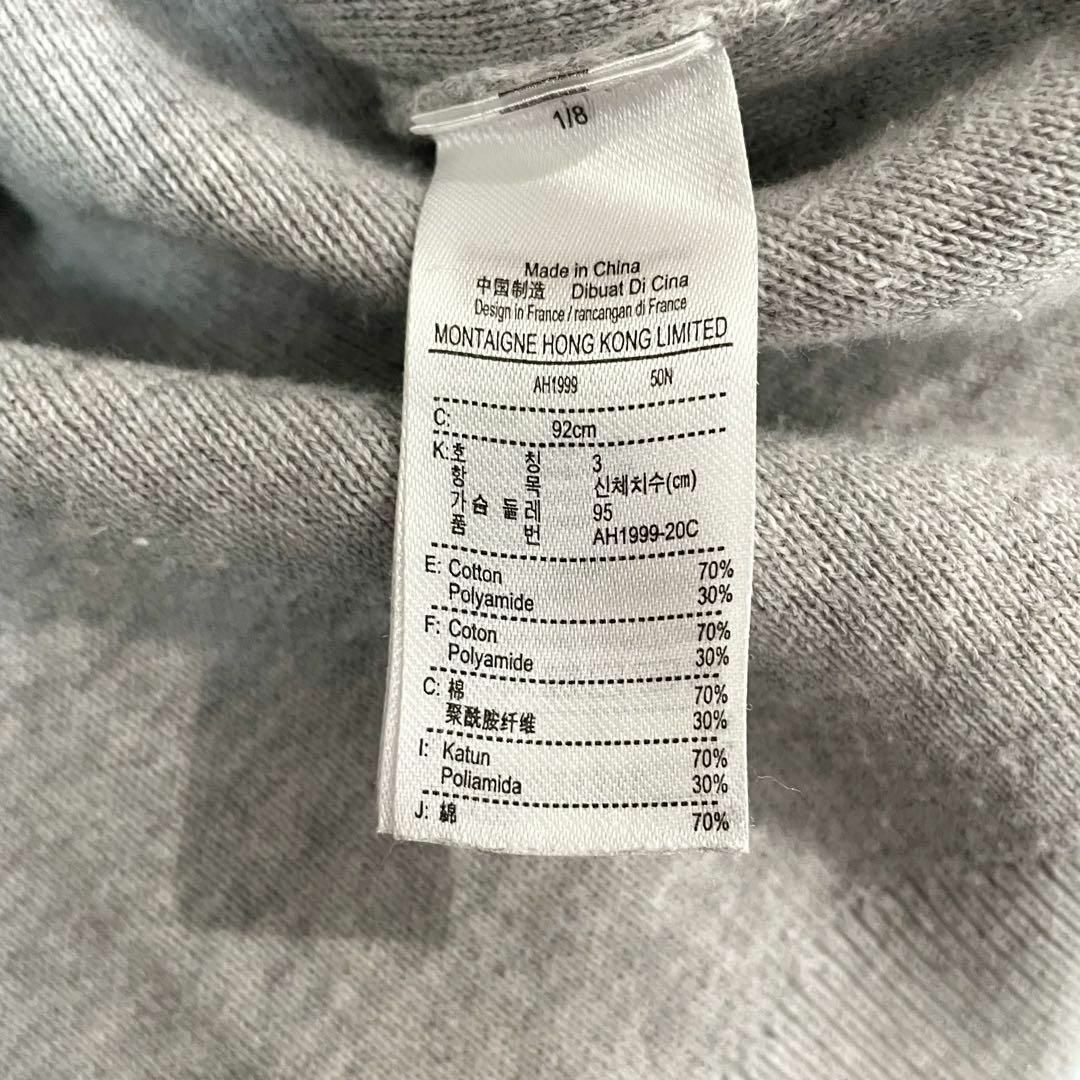 1/8
Made in China
中国制造 Dibuat Di Cina
Design in France / rancangan di France
MONTAIGNE HONG KONG LIMITED
AH1999 50N
C: 92cm
K: 호 칭 3
항 목 신체치수(cm)
가슴 둘레 95
품 번 AH1999-20C
E: Cotton 70%
Polyamide 30%
F: Coton 70%
Polyamide 30%
C: 棉 70%
聚酰胺纤维 30%
I: Katun 70%
Poliamida 30%
J: 綿 70%